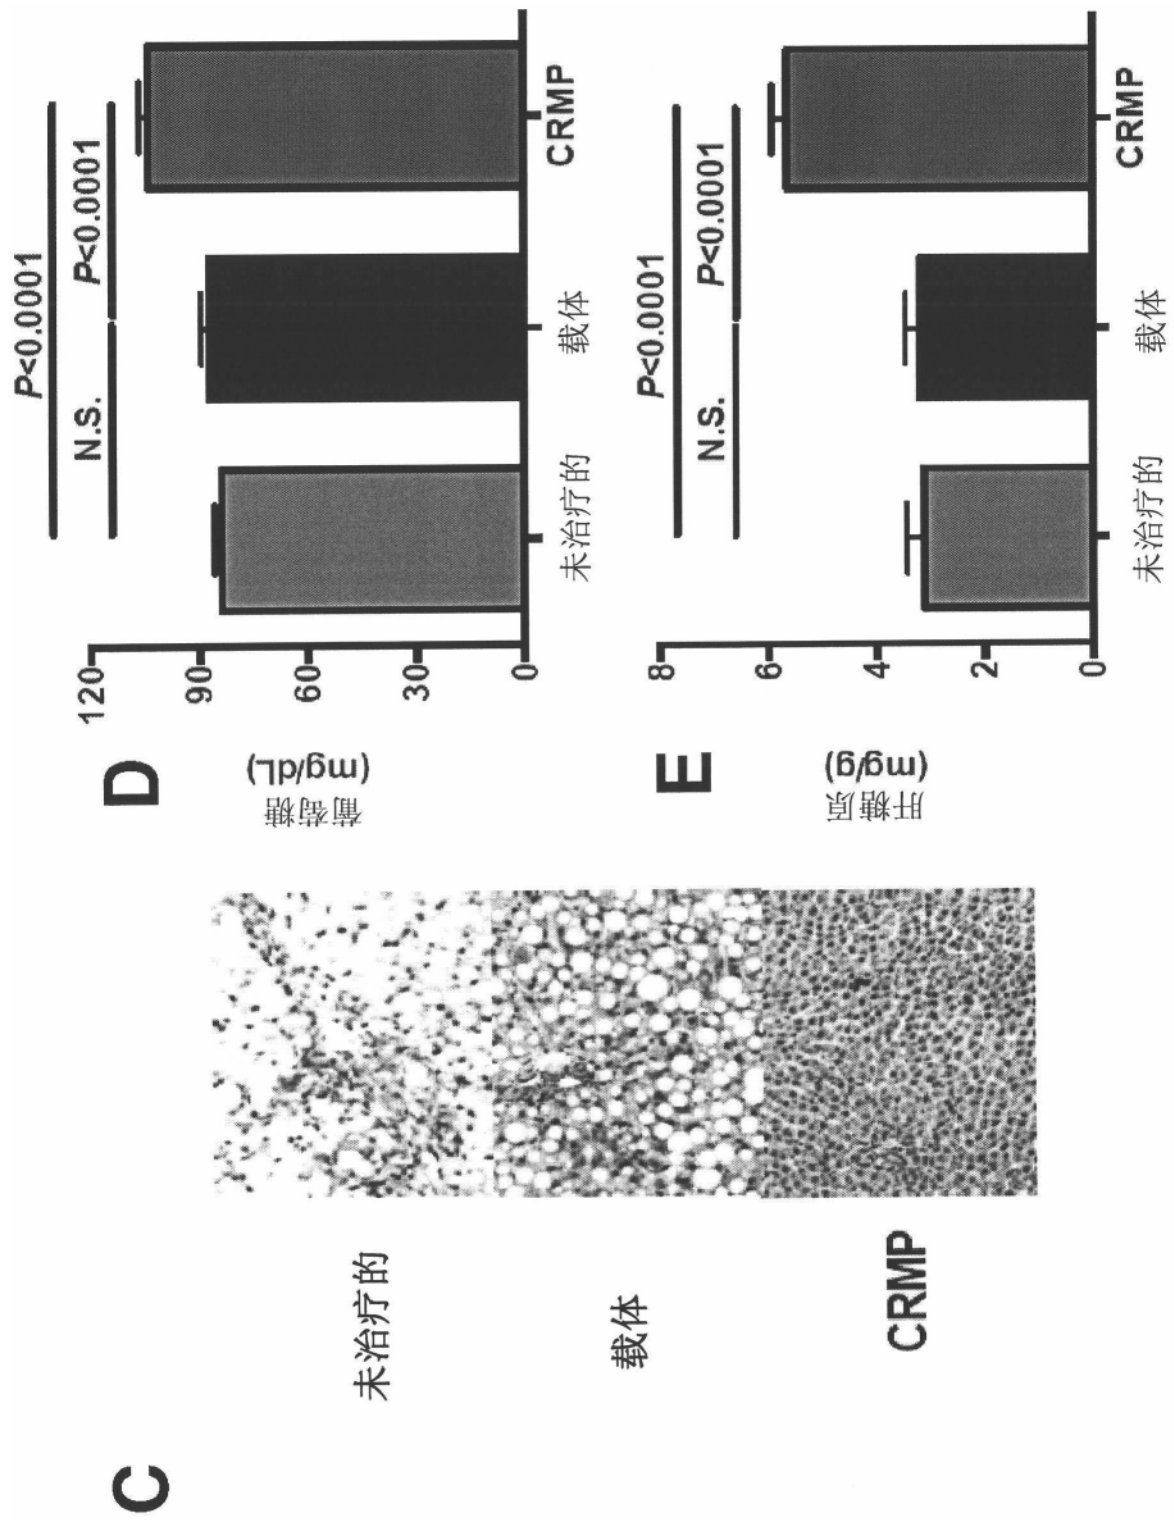 C
未治疗的
载体
CRMP
D
葡萄糖
(mg/dL)
120
90
60
30
0
P<0.0001
N.S.
P<0.0001
未治疗的
载体
CRMP
E
肝糖原
(mg/g)
8
6
4
2
0
P<0.0001
N.S.
P<0.0001
未治疗的
载体
CRMP